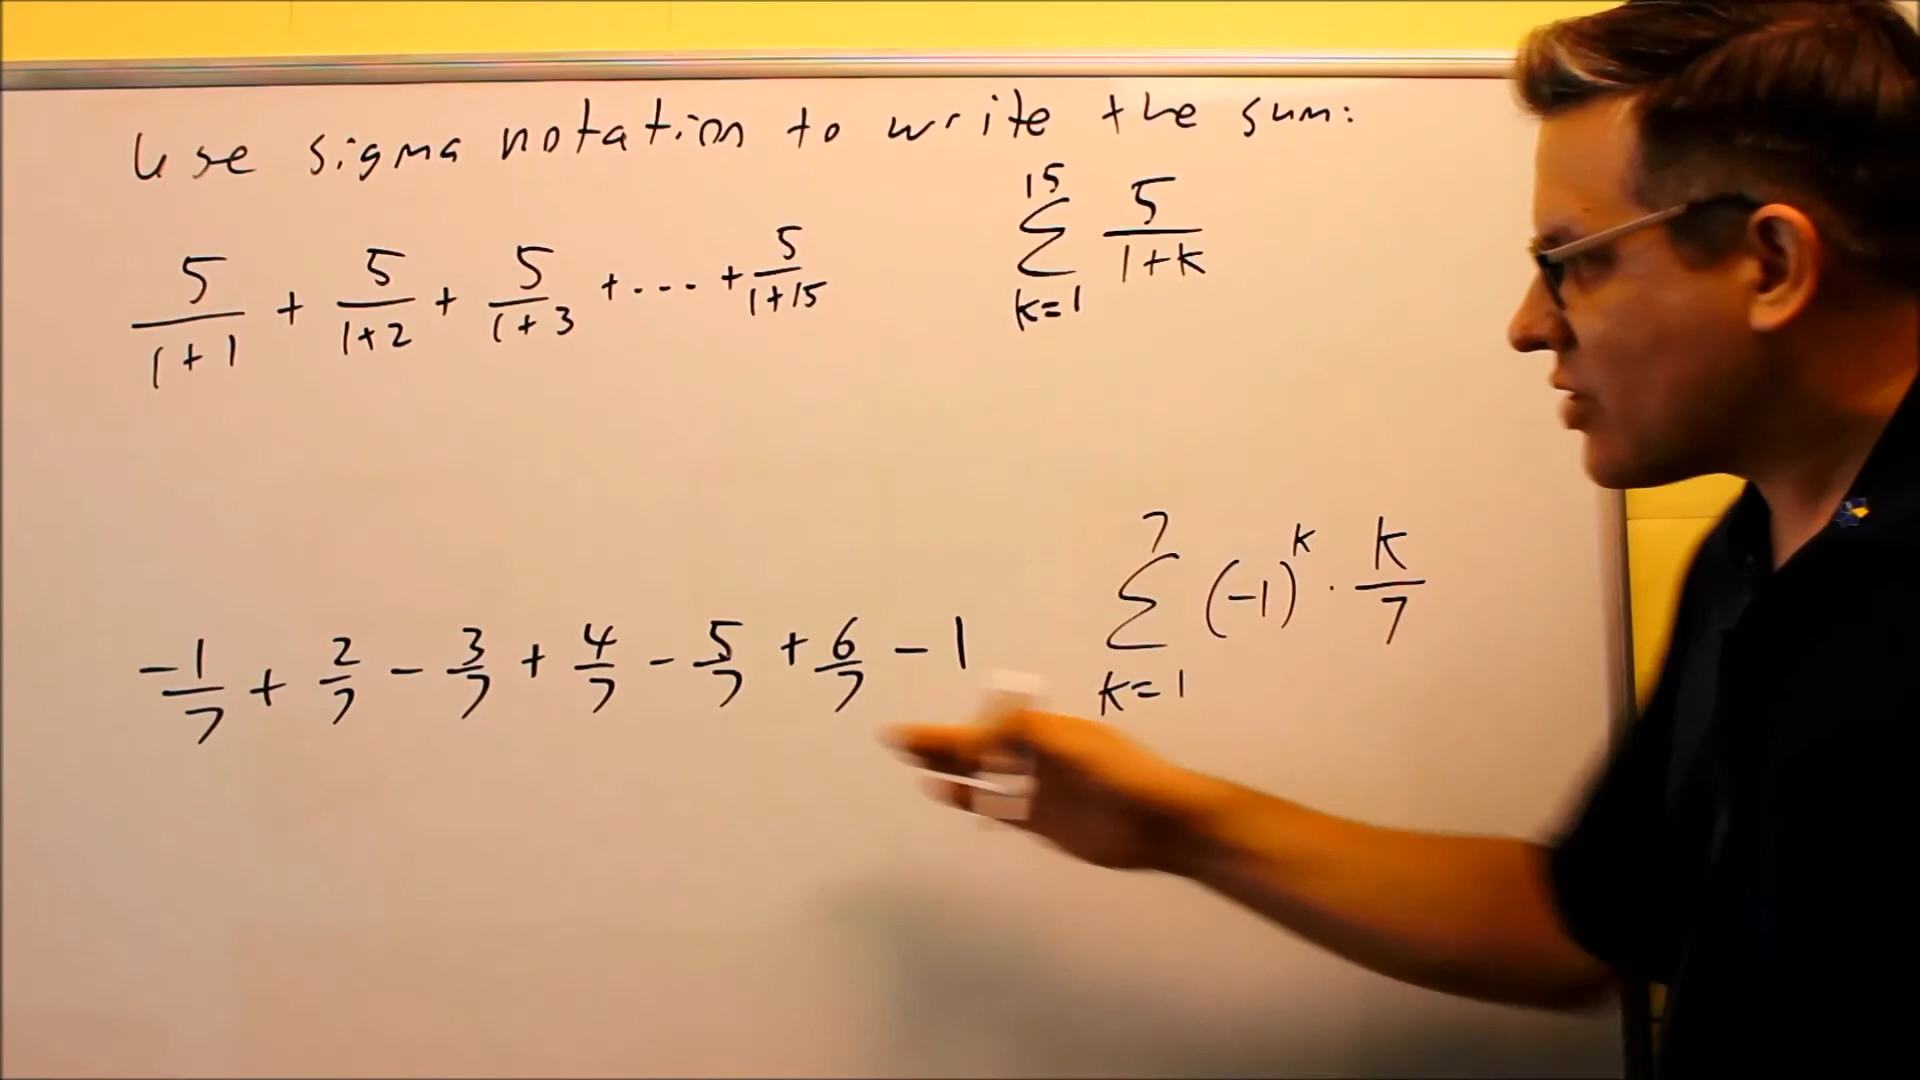 Use sigma notation to write the sum:
5/(1+1) + 5/(1+2) + 5/(1+3) + ... + 5/(1+15)
15 ∑ k=1 5/(1+k)
-1/7 + 2/7 - 3/7 + 4/7 - 5/7 + 6/7 - 1
7 ∑ k=1 (-1)^k · k/7